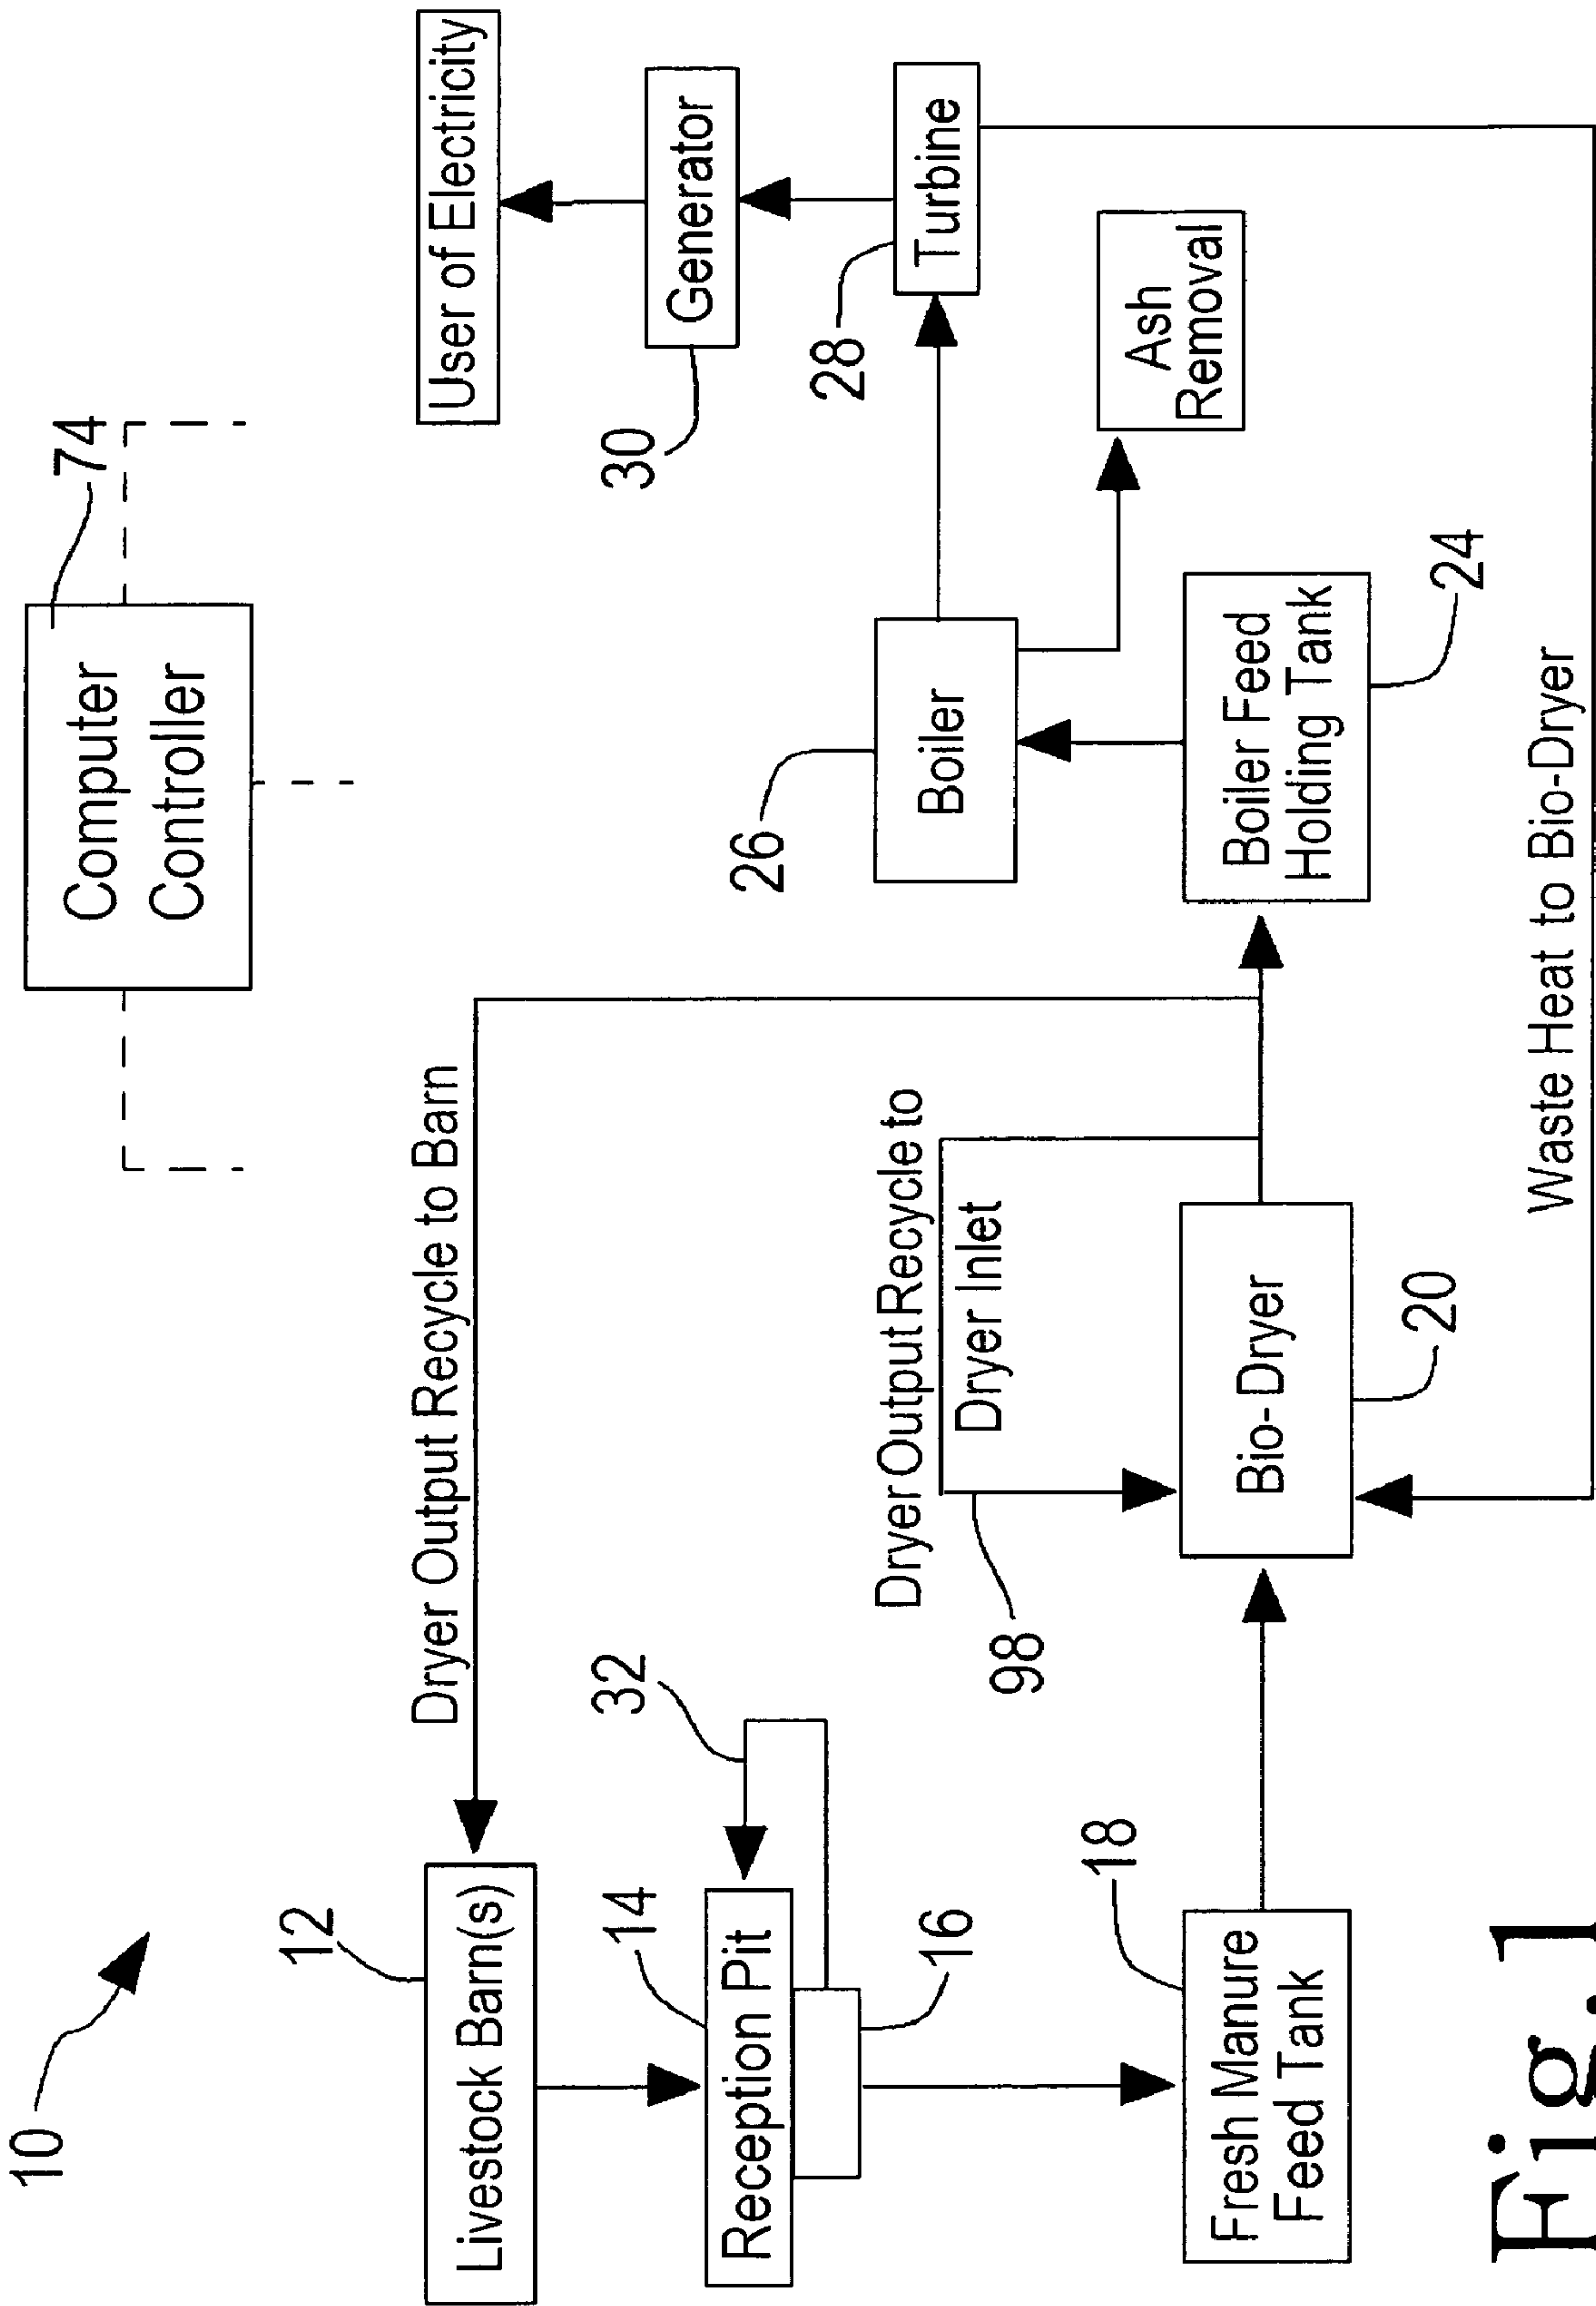 10
Computer
Controller
74
Dryer Output Recycle to Barn
User of Electricity
12
Livestock Barn(s)
32
30
Generator
14
Reception Pit
16
Dryer Output Recycle to
Dryer Inlet
98
26
Boiler
28
Turbine
Ash
Removal
18
Fresh Manure
Feed Tank
Bio-Dryer
20
Boiler Feed
Holding Tank
24
Waste Heat to Bio-Dryer
Fig. 1